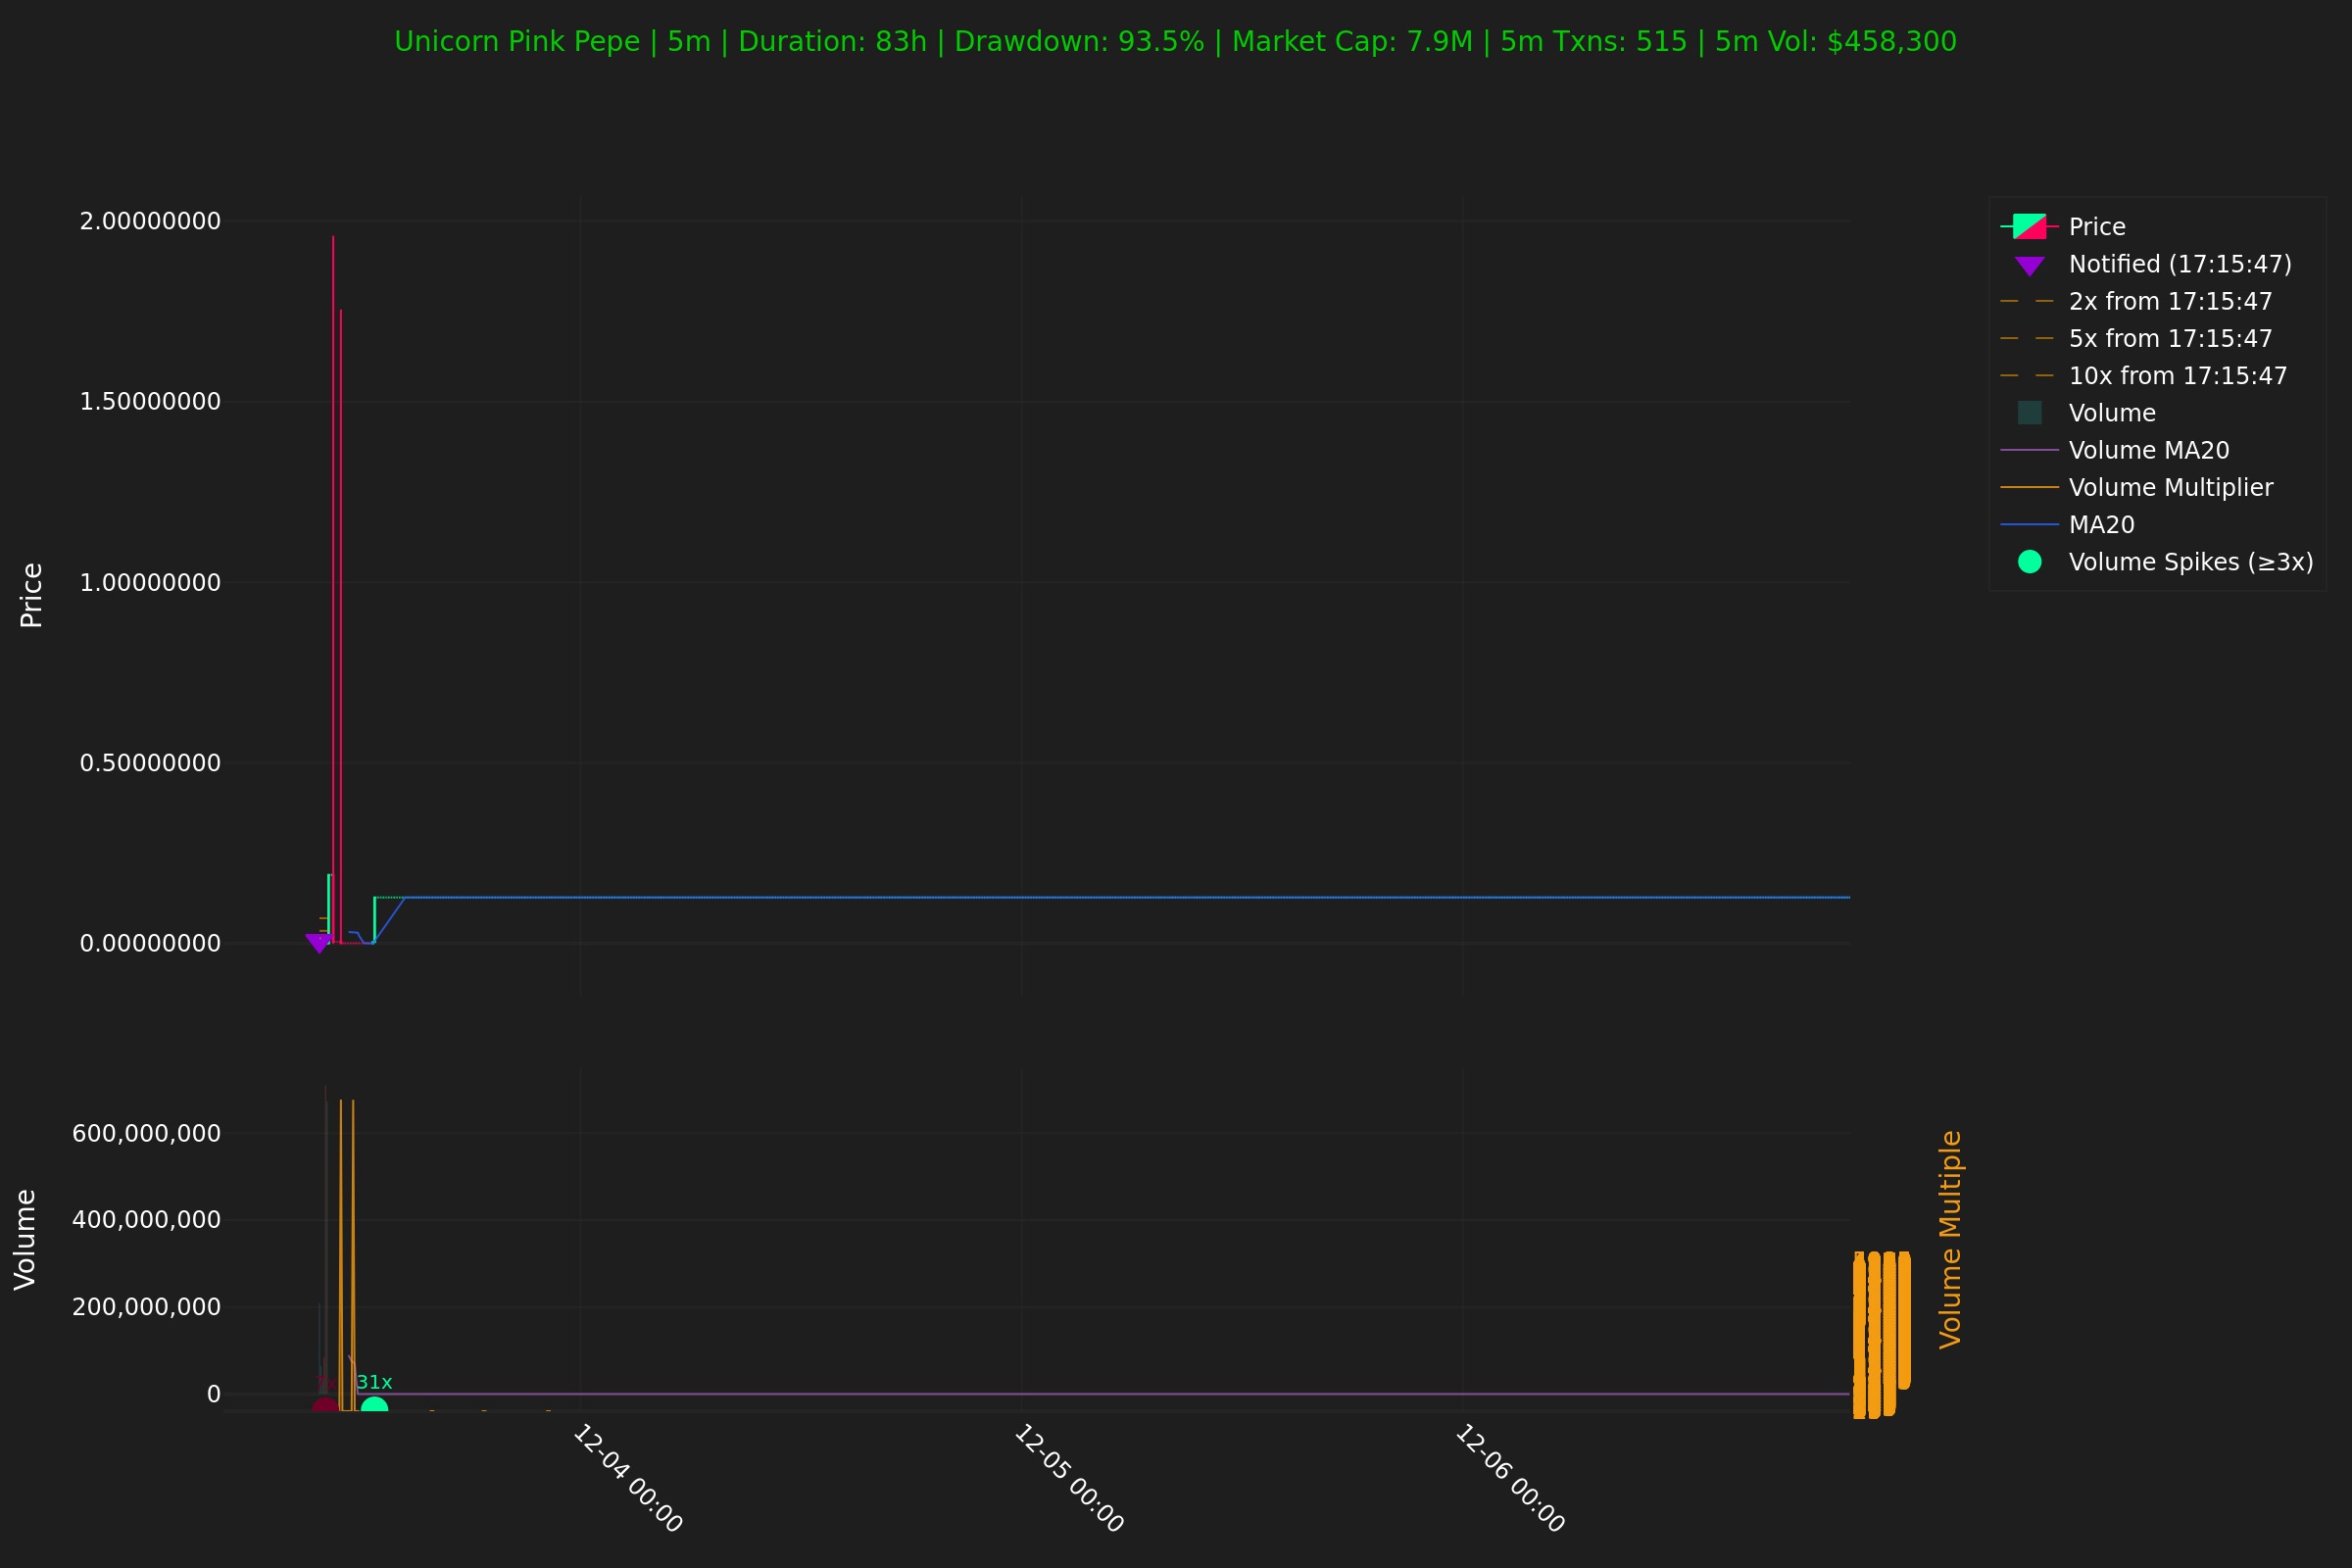 Unicorn Pink Pepe | 5m | Duration: 83h | Drawdown: 93.5% | Market Cap: 7.9M | 5m Txns: 515 | 5m Vol: $458,300
2.00000000
1.50000000
1.00000000
0.50000000
0.00000000
Price
Price
Notified (17:15:47)
2x from 17:15:47
5x from 17:15:47
10x from 17:15:47
Volume
Volume MA20
Volume Multiplier
MA20
Volume Spikes (≥3x)
600,000,000
400,000,000
200,000,000
0
Volume
31x
Volume Multiple
12-04 00:00
12-05 00:00
12-06 00:00